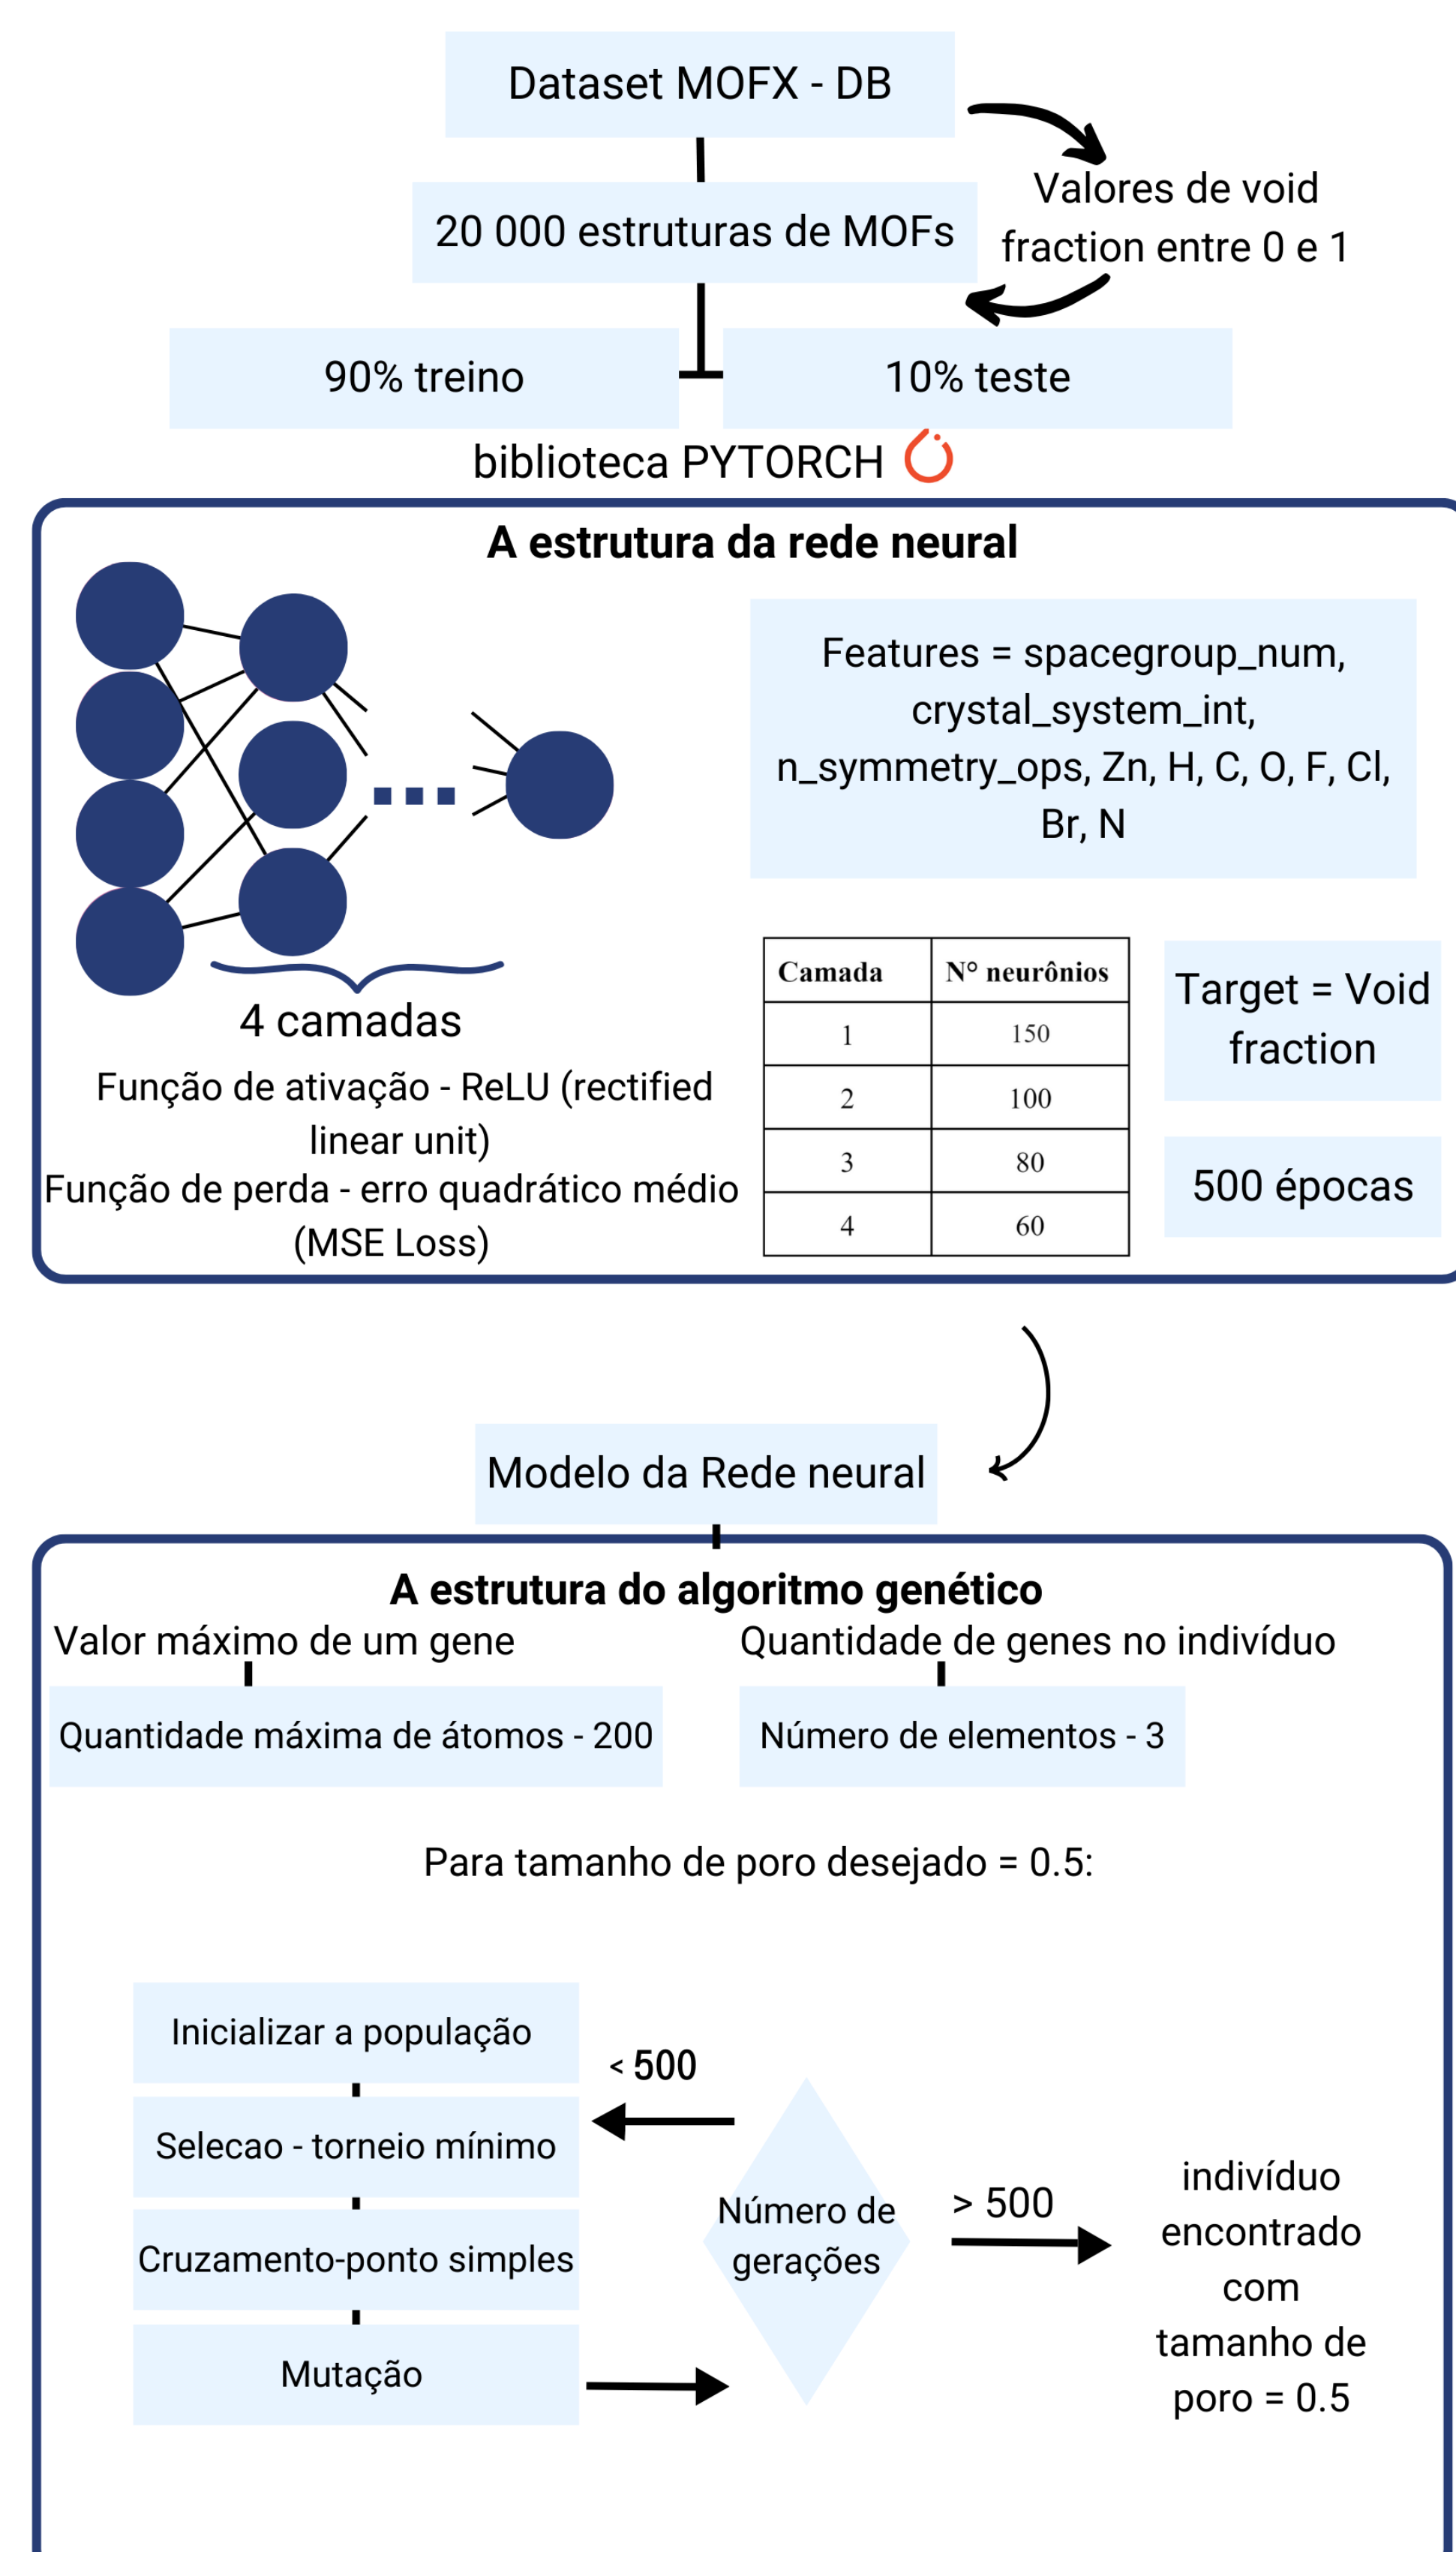 Dataset MOFX - DB
Valores de void
fraction entre 0 e 1
20 000 estruturas de MOFs
90% treino
10% teste
biblioteca PYTORCH
A estrutura da rede neural
Features = spacegroup_num,
crystal_system_int,
n_symmetry_ops, Zn, H, C, O, F, Cl,
Br, N
4 camadas
Função de ativação - ReLU (rectified
linear unit)
Função de perda - erro quadrático médio
(MSE Loss)
Camada N° neurônios
1 150
2 100
3 80
4 60
Target = Void
fraction
500 épocas
Modelo da Rede neural
A estrutura do algoritmo genético
Valor máximo de um gene
Quantidade máxima de átomos - 200
Quantidade de genes no indivíduo
Número de elementos - 3
Para tamanho de poro desejado = 0.5:
Inicializar a população
Selecao - torneio mínimo
Cruzamento-ponto simples
Mutação
< 500
Número de
gerações
> 500
indivíduo
encontrado
com
tamanho de
poro = 0.5